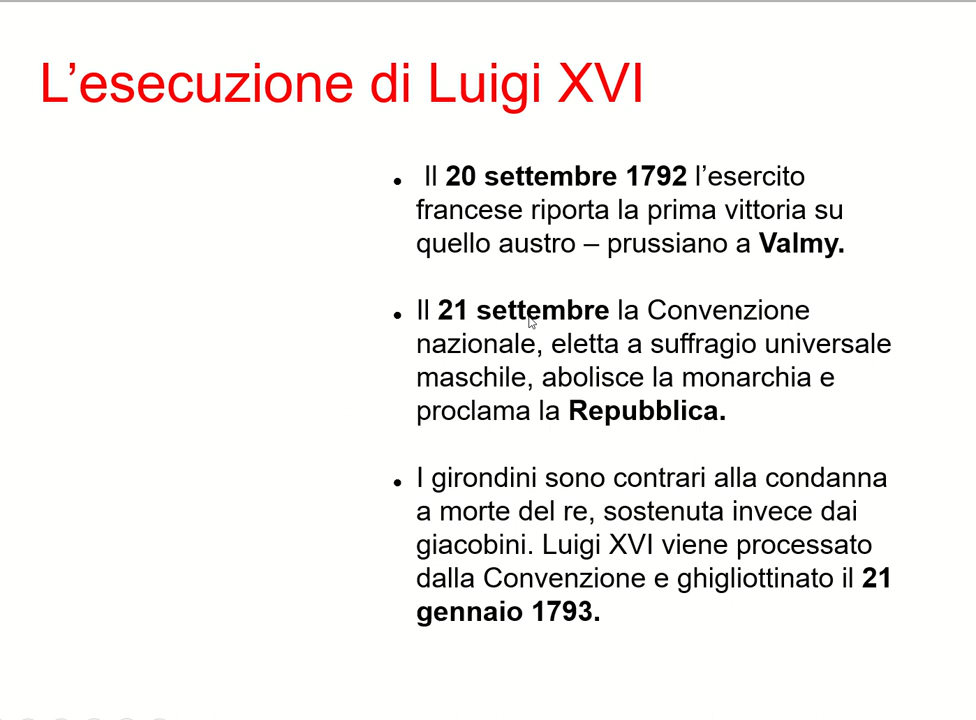 L’esecuzione di Luigi XVI
• Il 20 settembre 1792 l’esercito
francese riporta la prima vittoria su
quello austro – prussiano a Valmy.
• Il 21 settembre la Convenzione
nazionale, eletta a suffragio universale
maschile, abolisce la monarchia e
proclama la Repubblica.
• I girondini sono contrari alla condanna
a morte del re, sostenuta invece dai
giacobini. Luigi XVI viene processato
dalla Convenzione e ghigliottinato il 21
gennaio 1793.